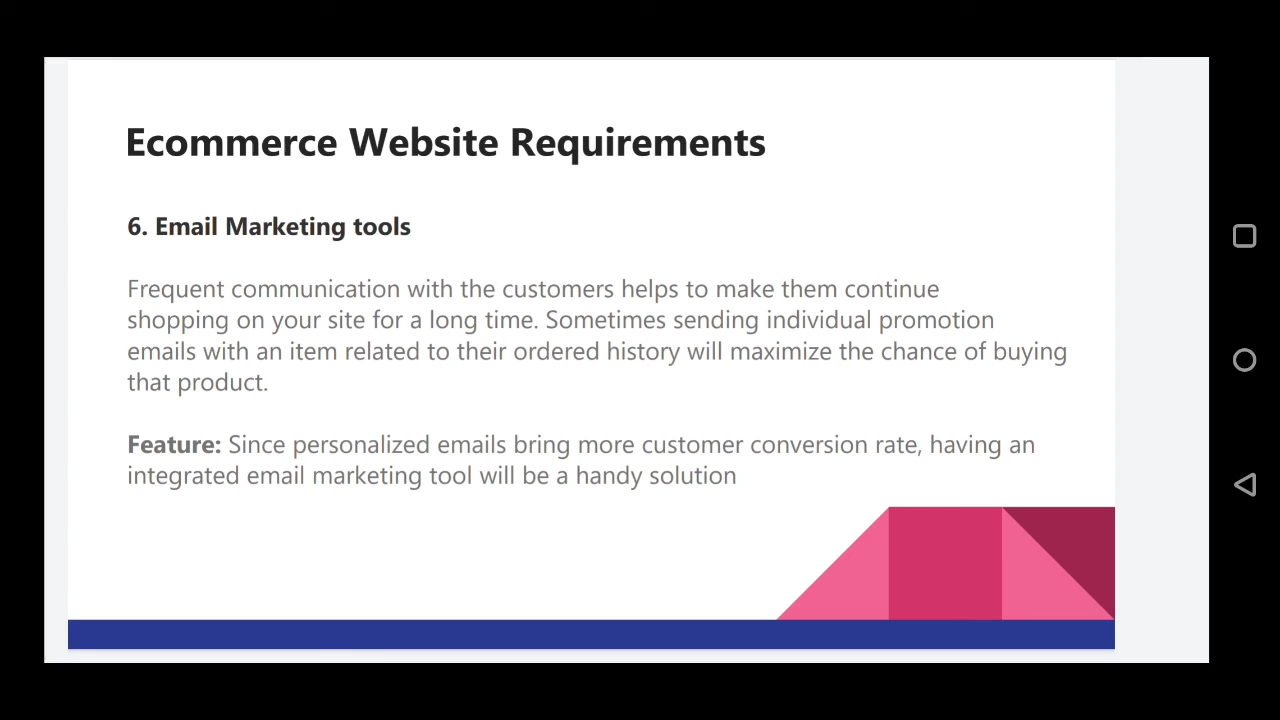 Ecommerce Website Requirements
6. Email Marketing tools
Frequent communication with the customers helps to make them continue
shopping on your site for a long time. Sometimes sending individual promotion
emails with an item related to their ordered history will maximize the chance of buying
that product.
Feature: Since personalized emails bring more customer conversion rate, having an
integrated email marketing tool will be a handy solution